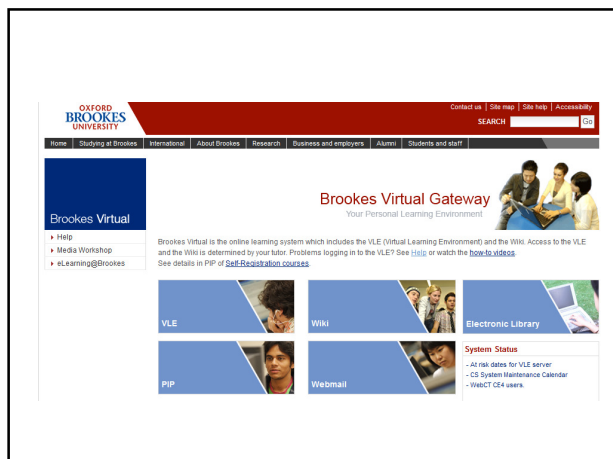 OXFORD
BROOKES
UNIVERSITY
Contact us | Site map | Site help | Accessibility
SEARCH Go
Home Studying at Brookes International About Brookes Research Business and employers Alumni Students and staff
Brookes Virtual
Help
Media Workshop
eLearning@Brookes
Brookes Virtual Gateway
Your Personal Learning Environment
Brookes Virtual is the online learning system which includes the VLE (Virtual Learning Environment) and the Wiki. Access to the VLE
and the Wiki is determined by your tutor. Problems logging in to the VLE? See Help or watch the how-to videos.
See details in PIP of Self-Registration courses.
VLE
Wiki
Electronic Library
PIP
Webmail
System Status
- At risk dates for VLE server
- CS System Maintenance Calendar
- WebCT CE4 users.